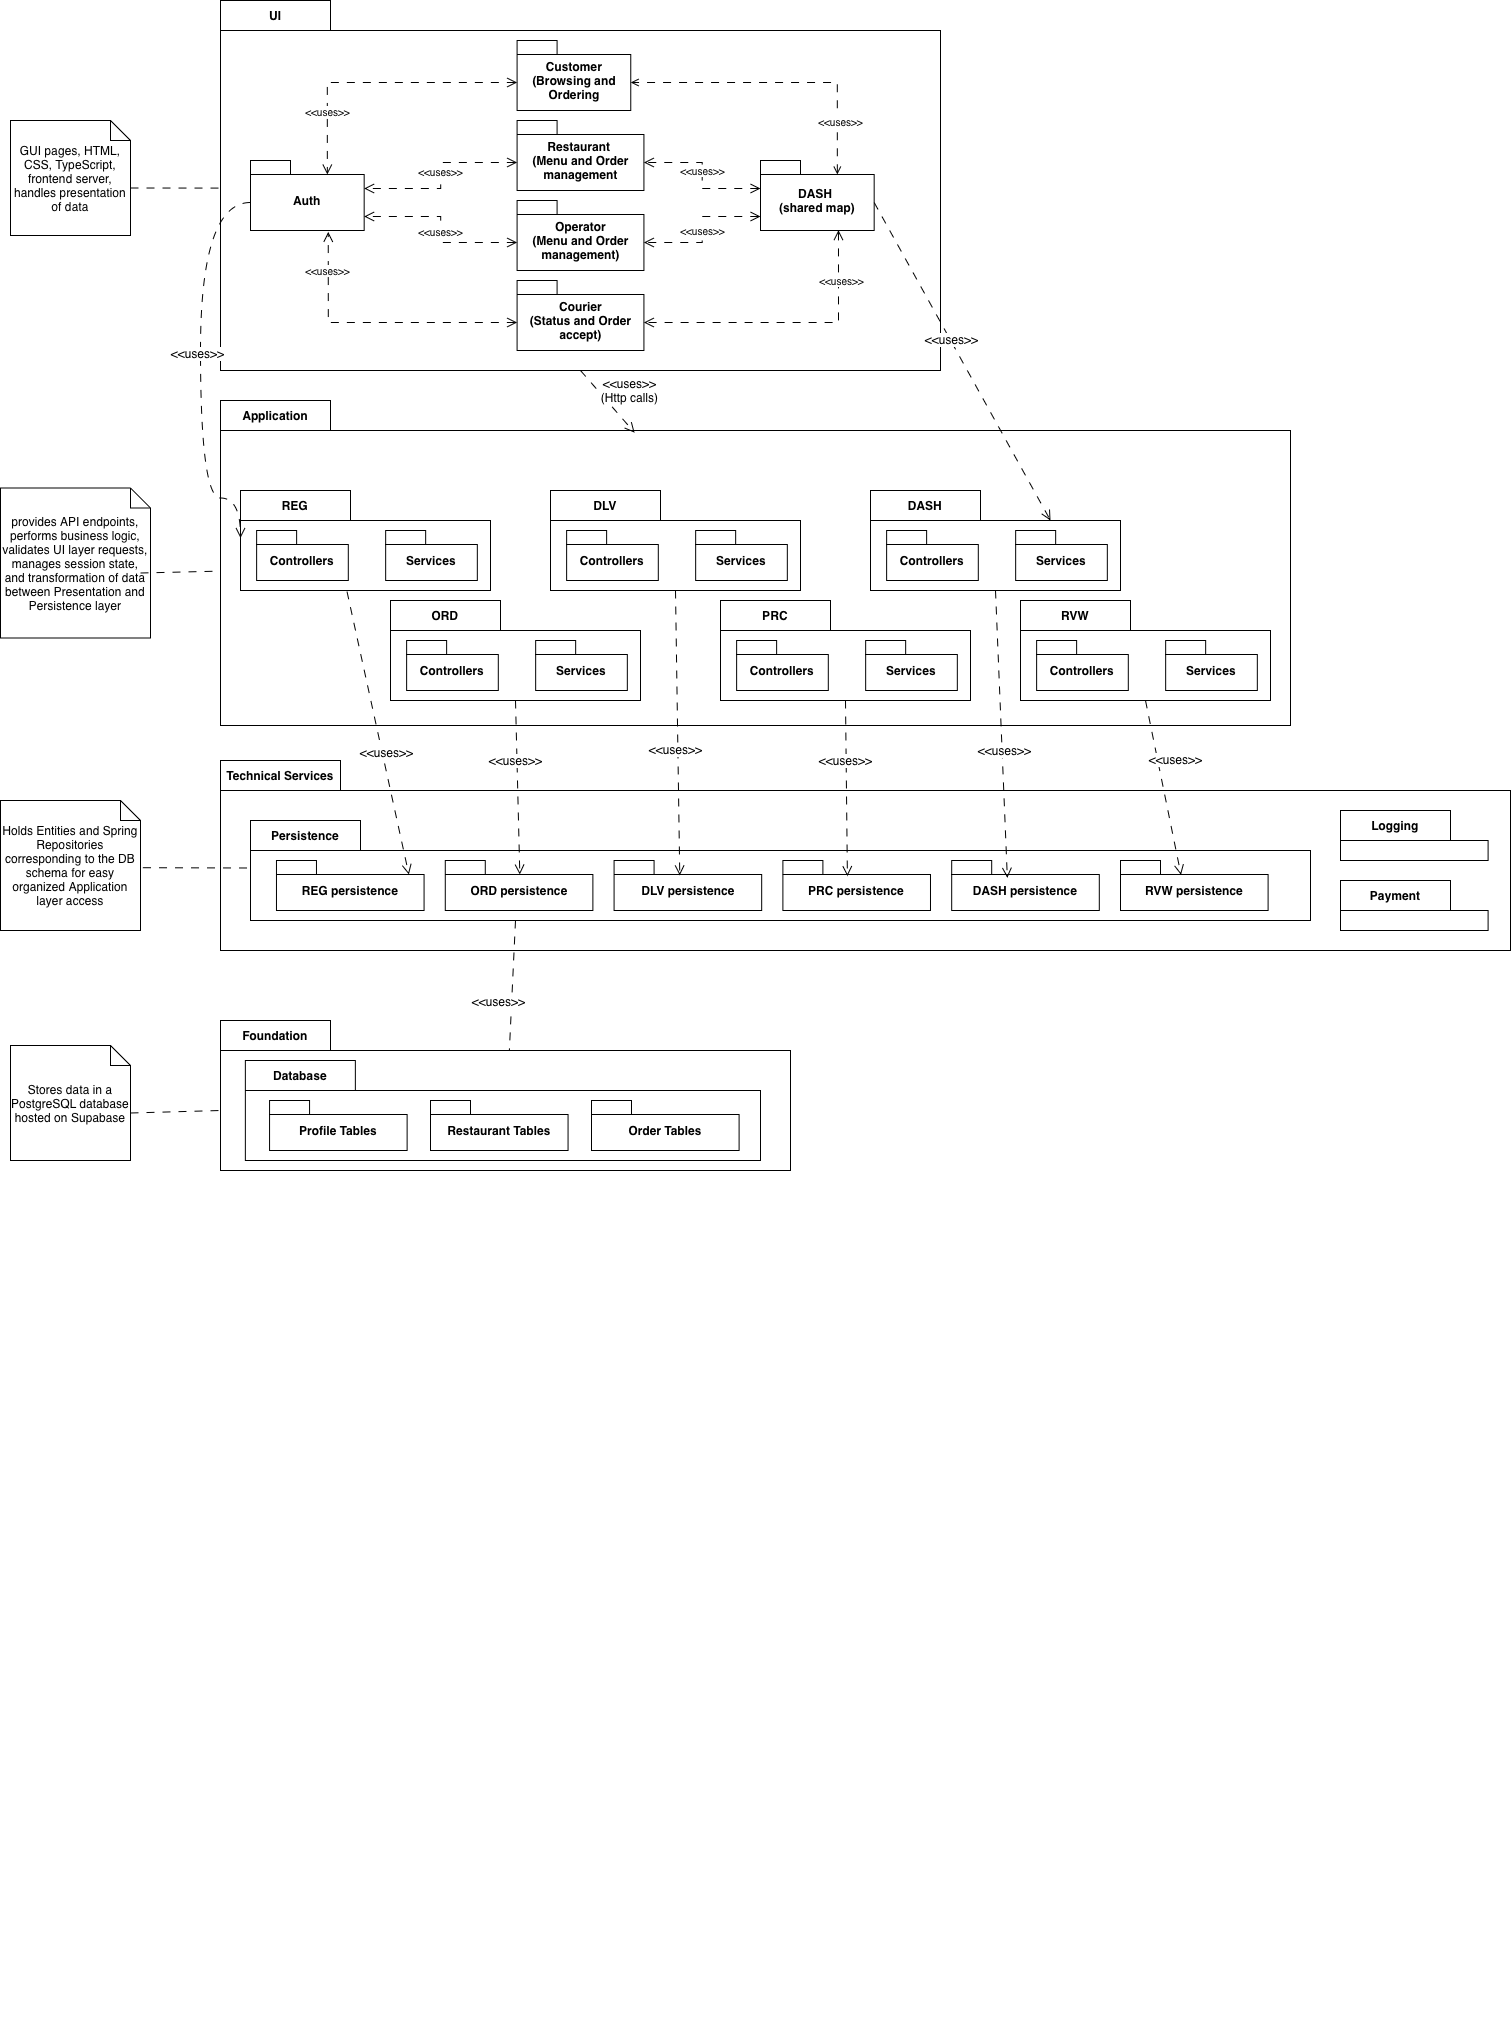 UI
Customer
(Browsing and
Ordering
<<uses>>
<<uses>>
GUI pages, HTML,
CSS, TypeScript,
frontend server,
handles presentation
of data
Restaurant
(Menu and Order
management
<<uses>>
<<uses>>
Auth
DASH
(shared map)
Operator
(Menu and Order
management)
<<uses>>
<<uses>>
<<uses>>
<<uses>>
Courier
(Status and Order
accept)
<<uses>>
<<uses>>
<<uses>>
(Http calls)
Application
provides API endpoints,
performs business logic,
validates UI layer requests,
manages session state,
and transformation of data
between Presentation and
Persistence layer
REG
Controllers
Services
DLV
Controllers
Services
DASH
Controllers
Services
ORD
Controllers
Services
PRC
Controllers
Services
RVW
Controllers
Services
<<uses>>
<<uses>>
<<uses>>
<<uses>>
<<uses>>
<<uses>>
Technical Services
Holds Entities and Spring
Repositories
corresponding to the DB
schema for easy
organized Application
layer access
Persistence
REG persistence
ORD persistence
DLV persistence
PRC persistence
DASH persistence
RVW persistence
Logging
Payment
<<uses>>
Foundation
Stores data in a
PostgreSQL database
hosted on Supabase
Database
Profile Tables
Restaurant Tables
Order Tables